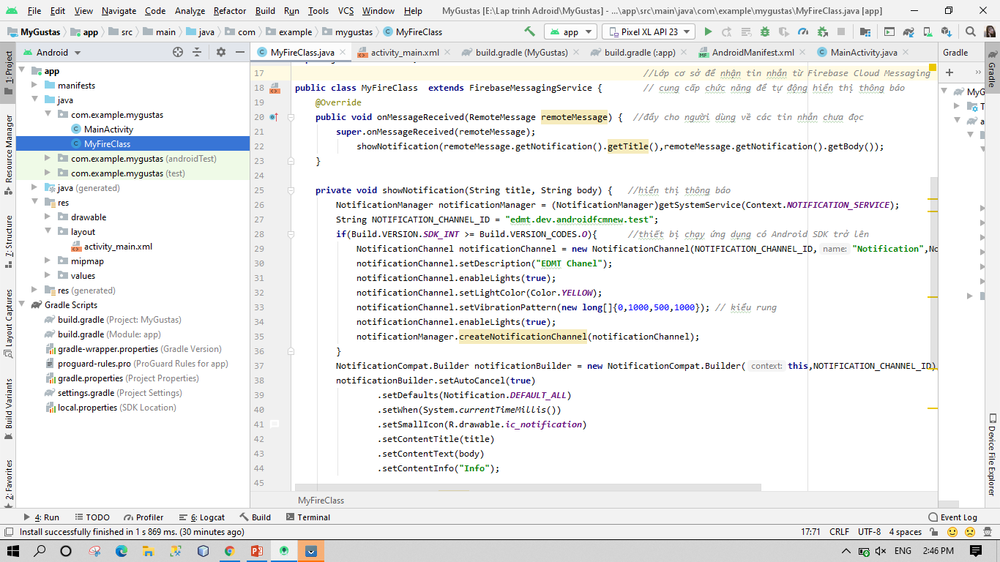 File Edit View Navigate Code Analyze Refactor Build Run Tools VCS Window Help MyGustas [E:\Lap trinh Adroid\MyGustas] - ...\app\src\main\java\com\example\mygustas\MyFireClass.java [app]
MyGustas app src main java com example mygustas MyFireClass app Pixel XL API 23
1: Project
Resource Manager
7: Structure
Layout Captures
Build Variants
2: Favorites
Android
app
manifests
java
com.example.mygustas
MainActivity
MyFireClass
com.example.mygustas (androidTest)
com.example.mygustas (test)
java (generated)
res
drawable
layout
activity_main.xml
mipmap
values
res (generated)
Gradle Scripts
build.gradle (Project: MyGustas)
build.gradle (Module: app)
gradle-wrapper.properties (Gradle Version)
proguard-rules.pro (ProGuard Rules for app)
gradle.properties (Project Properties)
settings.gradle (Project Settings)
local.properties (SDK Location)
MyFireClass.java activity_main.xml build.gradle (MyGustas) build.gradle (:app) AndroidManifest.xml MainActivity.java
17 //Lớp cơ sở để nhận tin nhắn từ Firebase Cloud Messaging
18 public class MyFireClass extends FirebaseMessagingService { // cung cấp chức năng để tự động hiển thị thông báo
19 @Override
20 public void onMessageReceived(RemoteMessage remoteMessage) { //đẩy cho người dùng về các tin nhắn chưa đọc
21 super.onMessageReceived(remoteMessage);
22 showNotification(remoteMessage.getNotification().getTitle(),remoteMessage.getNotification().getBody());
23 }
24
25 private void showNotification(String title, String body) { //hiển thị thông báo
26 NotificationManager notificationManager = (NotificationManager)getSystemService(Context.NOTIFICATION_SERVICE);
27 String NOTIFICATION_CHANNEL_ID = "edmt.dev.androidfcmnew.test";
28 if(Build.VERSION.SDK_INT >= Build.VERSION_CODES.O){ //thiết bị chạy ứng dụng có Android SDK trở lên
29 NotificationChannel notificationChannel = new NotificationChannel(NOTIFICATION_CHANNEL_ID, name: "Notification",No
30 notificationChannel.setDescription("EDMT Chanel");
31 notificationChannel.enableLights(true);
32 notificationChannel.setLightColor(Color.YELLOW);
33 notificationChannel.setVibrationPattern(new long[]{0,1000,500,1000}); // kiểu rung
34 notificationChannel.enableLights(true);
35 notificationManager.createNotificationChannel(notificationChannel);
36 }
37 NotificationCompat.Builder notificationBuilder = new NotificationCompat.Builder( context: this,NOTIFICATION_CHANNEL_ID)
38 notificationBuilder.setAutoCancel(true)
39 .setDefaults(Notification.DEFAULT_ALL)
40 .setWhen(System.currentTimeMillis())
41 .setSmallIcon(R.drawable.ic_notification)
42 .setContentTitle(title)
43 .setContentText(body)
44 .setContentInfo("Info");
45
MyFireClass
Gradle
MyG
T
a
Gradle
Device File Explorer
4: Run TODO Profiler 6: Logcat Build Terminal Event Log
Install successfully finished in 1 s 869 ms. (30 minutes ago) 17:71 CRLF UTF-8 4 spaces
ENG 2:46 PM